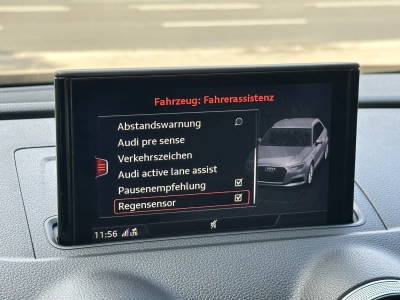 Fahrzeug: Fahrerassistenz
Abstandswarnung
Audi pre sense
Verkehrszeichen
Audi active lane assist
Pausenempfehlung
Regensensor
11:56